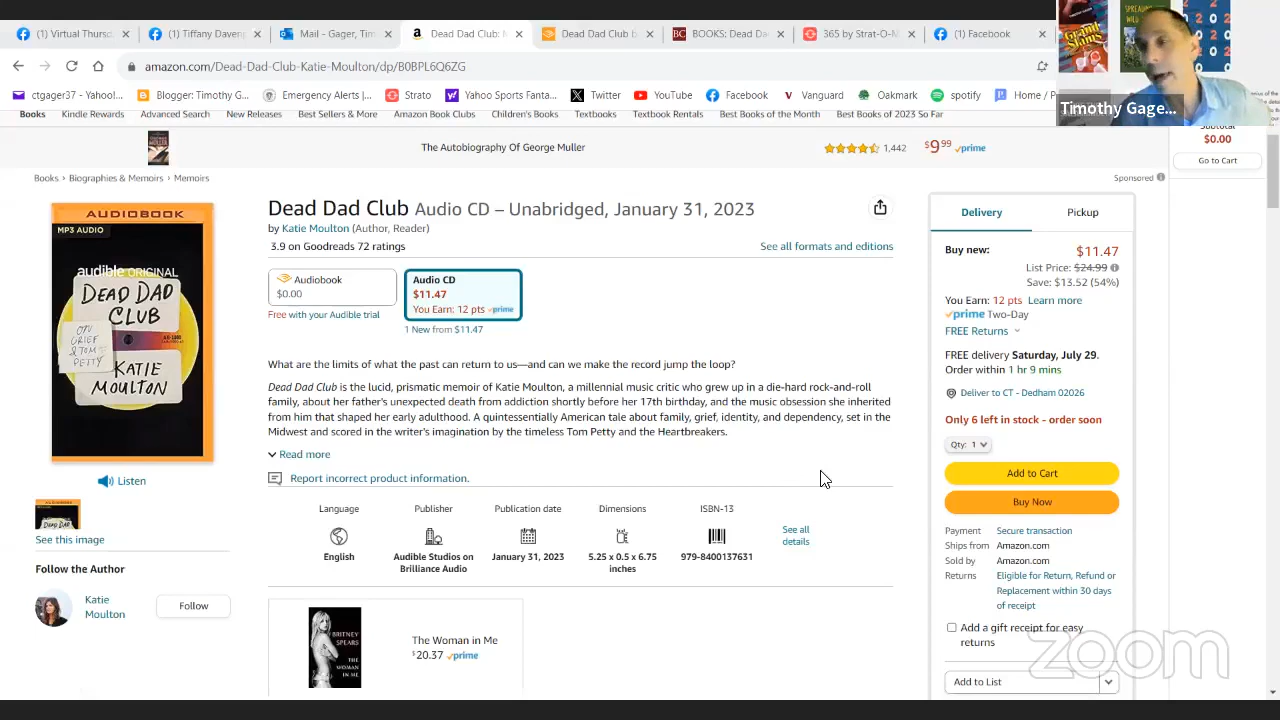 (1) Virtual Thursc
(1) Tiffany Daverip
Mail - Gager, Tim
Dead Dad Club: M
Dead Dad Club b
BOOKS: Dead Da
365 by Strat-O-N
(1) Facebook
amazon.com/Dead-Dad-Club-Katie-Moulton/dp/B0BPL6Q6ZG
ctgager37 - Yahoo!...
Blogger: Timothy G...
Emergency Alerts |...
Strato
Yahoo Sports Fanta...
Twitter
YouTube
Facebook
Vanguard
Oakmark
spotify
Home / P
Timothy Gage...
Books
Kindle Rewards
Advanced Search
New Releases
Best Sellers & More
Amazon Book Clubs
Children's Books
Textbooks
Textbook Rentals
Best Books of the Month
Best Books of 2023 So Far
The Autobiography Of George Muller
1,442
$9.99 prime
Subtotal
$0.00
Go to Cart
Books › Biographies & Memoirs › Memoirs
Sponsored
AUDIOBOOK
MP3 AUDIO
audible ORIGINAL
DEAD DAD
CLUB
ON
GRIEF
& TOM
PETTY
KATIE
MOULTON
Listen
See this image
Follow the Author
Katie
Moulton
Follow
Dead Dad Club Audio CD – Unabridged, January 31, 2023
by Katie Moulton (Author, Reader)
3.9 on Goodreads 72 ratings
See all formats and editions
Audiobook
$0.00
Free with your Audible trial
Audio CD
$11.47
You Earn: 12 pts prime
1 New from $11.47
What are the limits of what the past can return to us—and can we make the record jump the loop?
Dead Dad Club is the lucid, prismatic memoir of Katie Moulton, a millennial music critic who grew up in a die-hard rock-and-roll
family, about her father's unexpected death from addiction shortly before her 17th birthday, and the music obsession she inherited
from him that shaped her early adulthood. A quintessentially American tale about family, grief, identity, and dependency, set in the
Midwest and scored in the writer's imagination by the timeless Tom Petty and the Heartbreakers.
Read more
Report incorrect product information.
Language
English
Publisher
Audible Studios on
Brilliance Audio
Publication date
January 31, 2023
Dimensions
5.25 x 0.5 x 6.75
inches
ISBN-13
979-8400137631
See all
details
BRITNEY
SPEARS
THE
WOMAN
IN ME
The Woman in Me
$20.37 prime
Delivery
Pickup
Buy new:
$11.47
List Price: $24.99
Save: $13.52 (54%)
You Earn: 12 pts Learn more
prime Two-Day
FREE Returns
FREE delivery Saturday, July 29.
Order within 1 hr 9 mins
Deliver to CT - Dedham 02026
Only 6 left in stock - order soon
Qty: 1
Add to Cart
Buy Now
Payment Secure transaction
Ships from Amazon.com
Sold by Amazon.com
Returns Eligible for Return, Refund or
Replacement within 30 days
of receipt
Add a gift receipt for easy
returns
Add to List
zoom